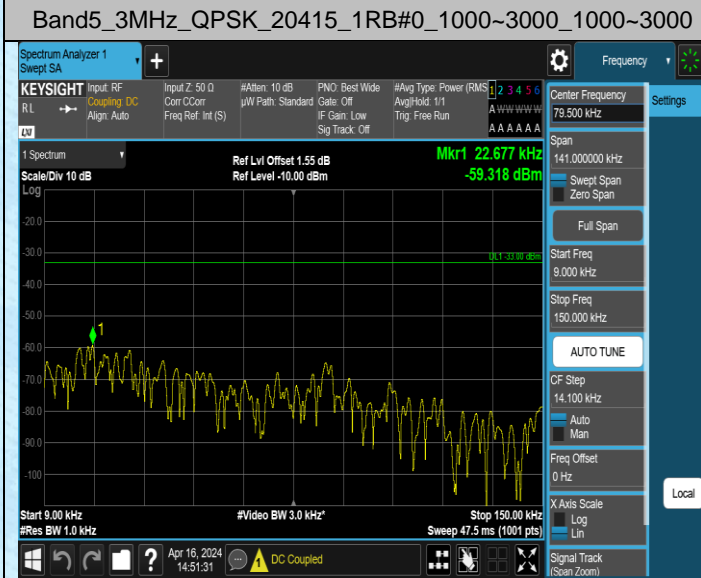 Band5_3MHz_QPSK_20415_1RB#0_1000~3000_1000~3000
Spectrum Analyzer 1
Swept SA
+
Frequency
KEYSIGHT
RL
LXI
Input: RF
Coupling: DC
Align: Auto
Input Z: 50 Ω
Corr CCorr
Freq Ref: Int (S)
#Atten: 10 dB
µW Path: Standard
PNO: Best Wide
Gate: Off
IF Gain: Low
Sig Track: Off
#Avg Type: Power (RMS
Avg|Hold: 1/1
Trig: Free Run
1 2 3 4 5 6
A W W W W W
A A A A A A
1 Spectrum
Scale/Div 10 dB
Log
Ref Lvl Offset 1.55 dB
Ref Level -10.00 dBm
Mkr1 22.677 kHz
-59.318 dBm
-20.0
-30.0
DL1 -33.00 dBm
-40.0
-50.0
1
-60.0
-70.0
-80.0
-90.0
-100
Start 9.00 kHz
#Res BW 1.0 kHz
#Video BW 3.0 kHz*
Stop 150.00 kHz
Sweep 47.5 ms (1001 pts)
?
Apr 16, 2024
14:51:31
DC Coupled
Center Frequency
79.500 kHz
Span
141.000000 kHz
Swept Span
Zero Span
Full Span
Start Freq
9.000 kHz
Stop Freq
150.000 kHz
AUTO TUNE
CF Step
14.100 kHz
Auto
Man
Freq Offset
0 Hz
X Axis Scale
Log
Lin
Signal Track
(Span Zoom)
Settings
Local